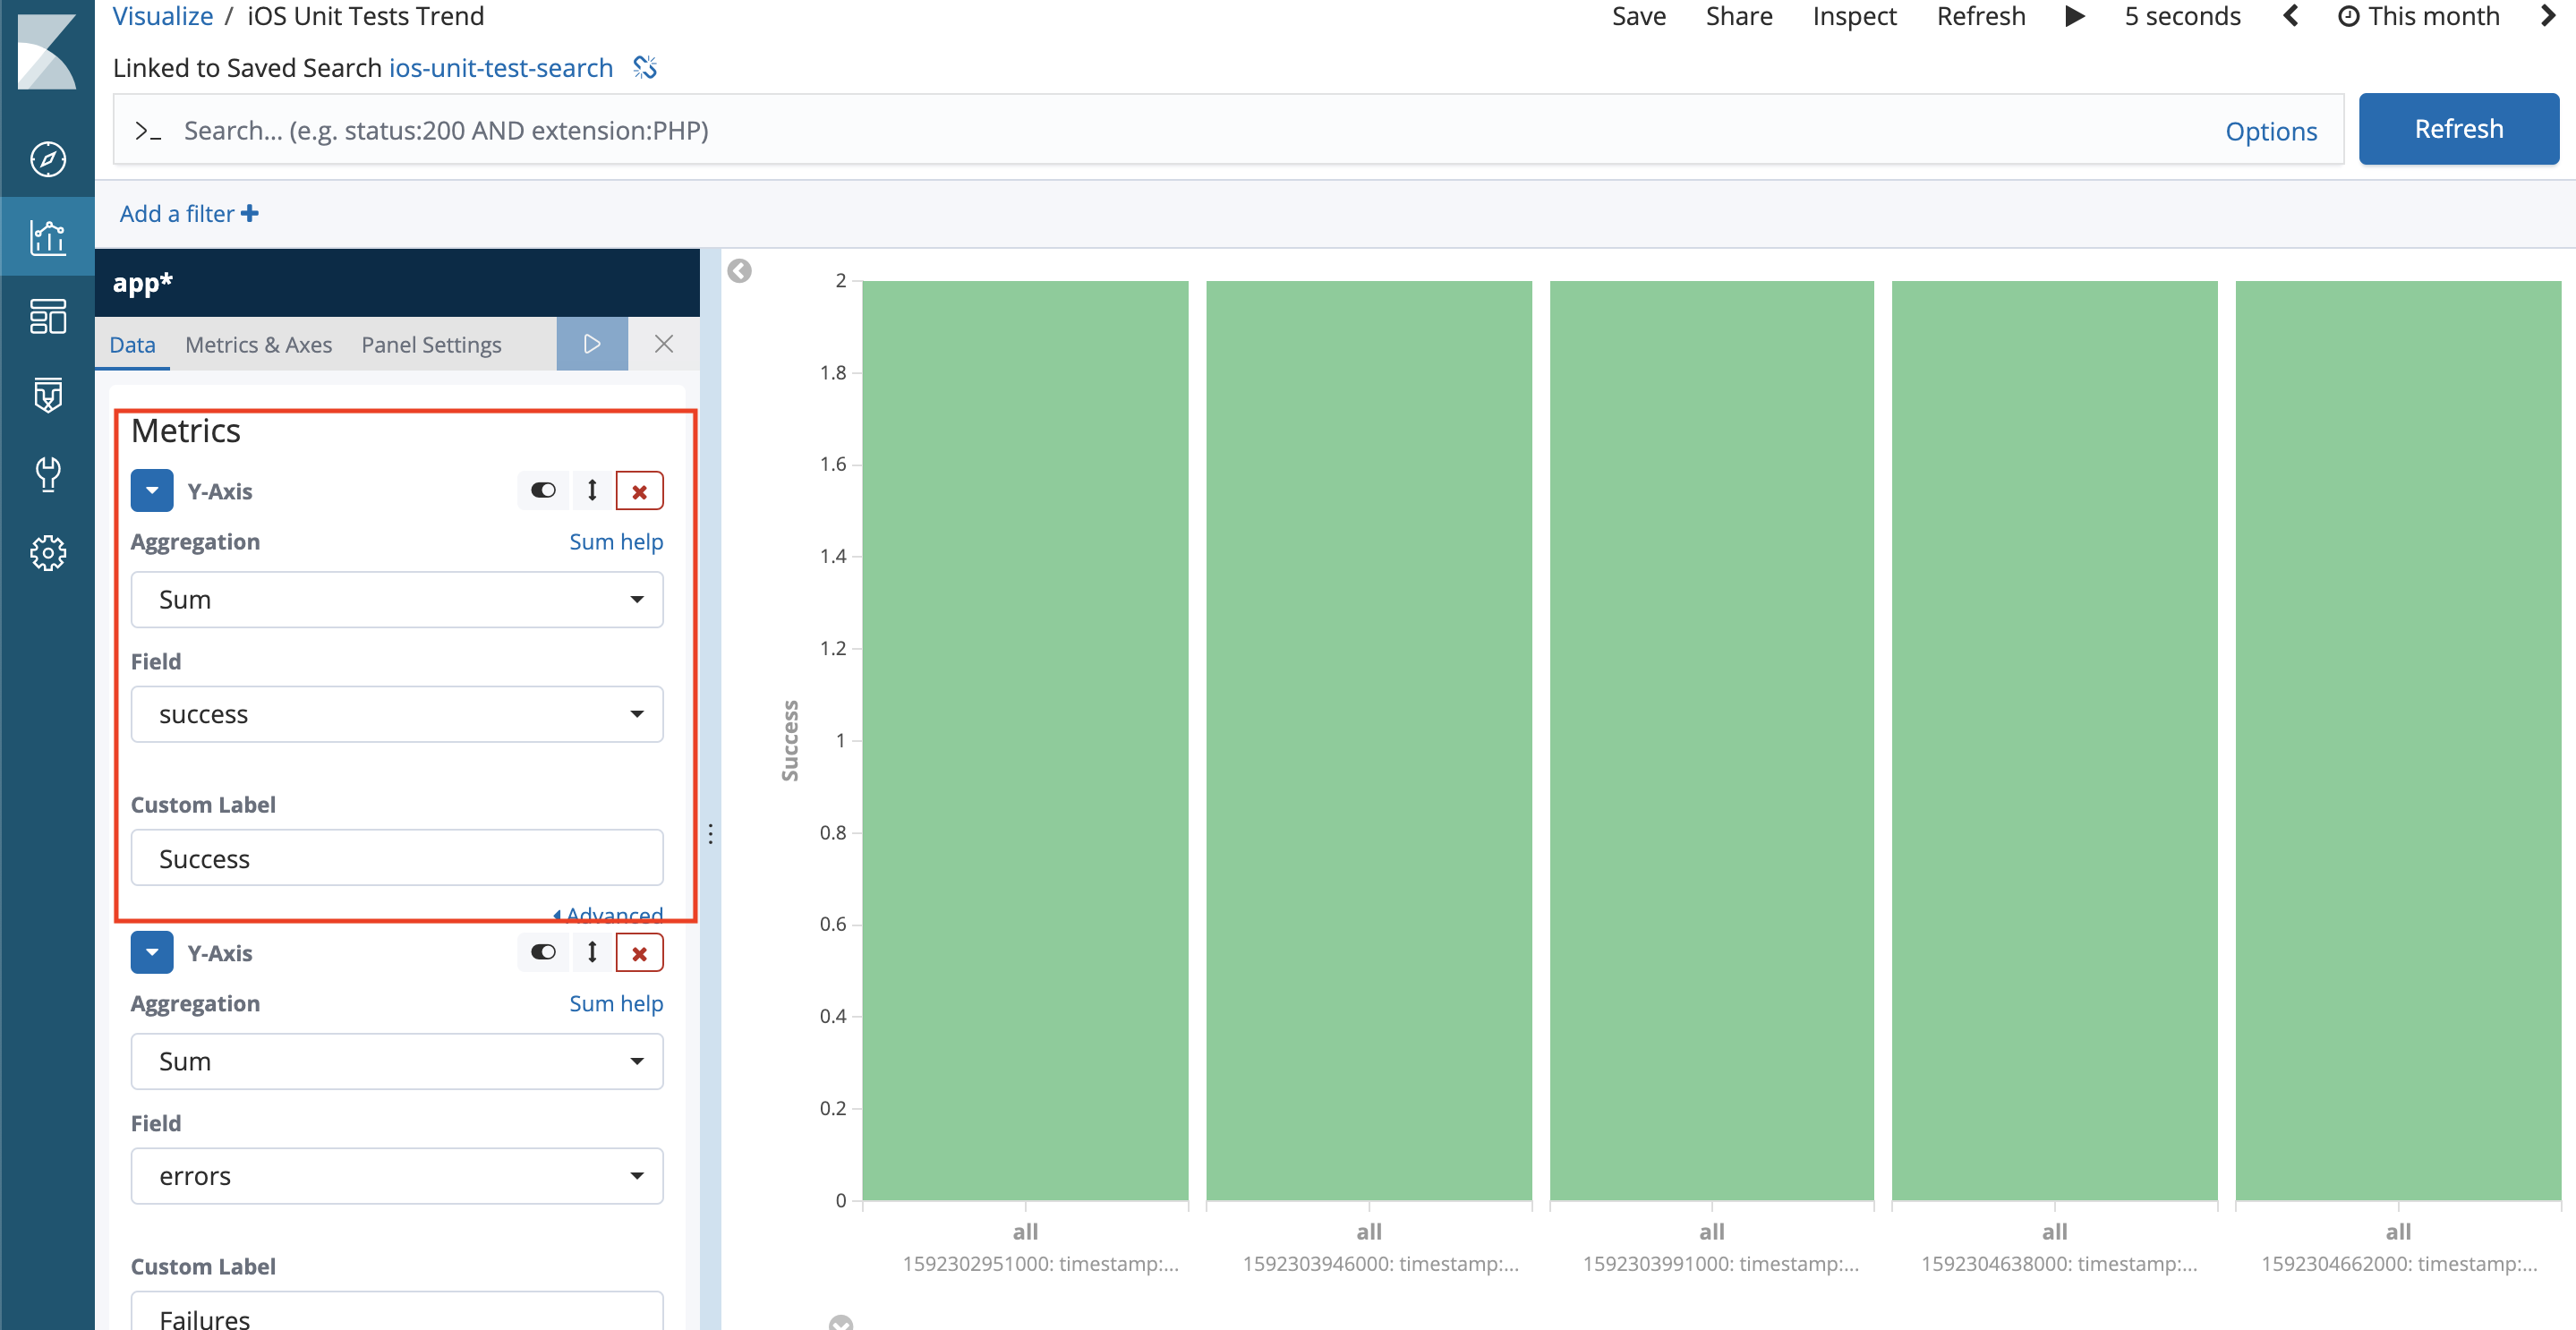 Visualize / iOS Unit Tests Trend
Save Share Inspect Refresh 5 seconds This month
Linked to Saved Search ios-unit-test-search
>_ Search... (e.g. status:200 AND extension:PHP) Options Refresh
Add a filter +
app*
Data Metrics & Axes Panel Settings
Metrics
Y-Axis
Aggregation Sum help
Sum
Field
success
Custom Label
Success
Advanced
Y-Axis
Aggregation Sum help
Sum
Field
errors
Custom Label
Failures
2
1.8
1.6
1.4
1.2
1
0.8
0.6
0.4
0.2
0
Success
all all all all all
1592302951000: timestamp:... 1592303946000: timestamp:... 1592303991000: timestamp:... 1592304638000: timestamp:... 1592304662000: timestamp:...